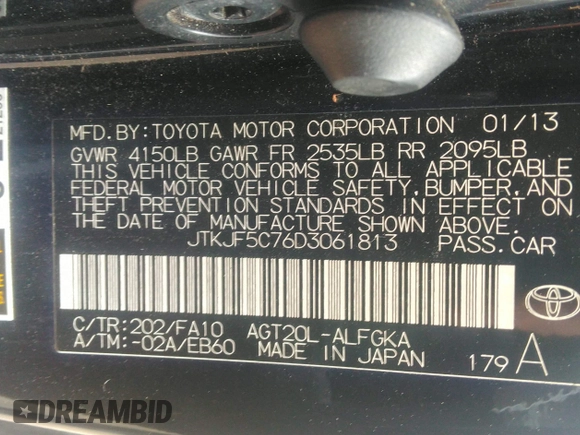 MFD.BY:TOYOTA MOTOR CORPORATION 01/13
GVWR 4150LB GAWR FR 2535LB RR 2095LB
THIS VEHICLE CONFORMS TO ALL APPLICABLE
FEDERAL MOTOR VEHICLE SAFETY,BUMPER,AND
THEFT PREVENTION STANDARDS IN EFFECT ON
THE DATE OF MANUFACTURE SHOWN ABOVE.
JTKJF5C76D3061813 PASS.CAR
C/TR:202/FA10 AGT20L-ALFGKA
A/TM:-02A/EB60 MADE IN JAPAN 179A
DREAMBID